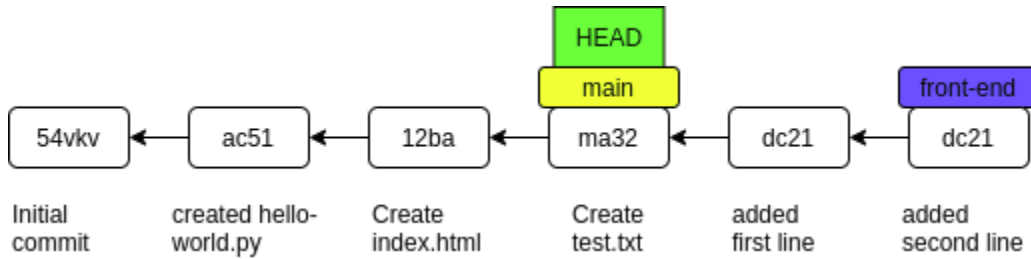 HEAD
main
front-end
54vkv
ac51
12ba
ma32
dc21
dc21
Initial
commit
created hello-
world.py
Create
index.html
Create
test.txt
added
first line
added
second line